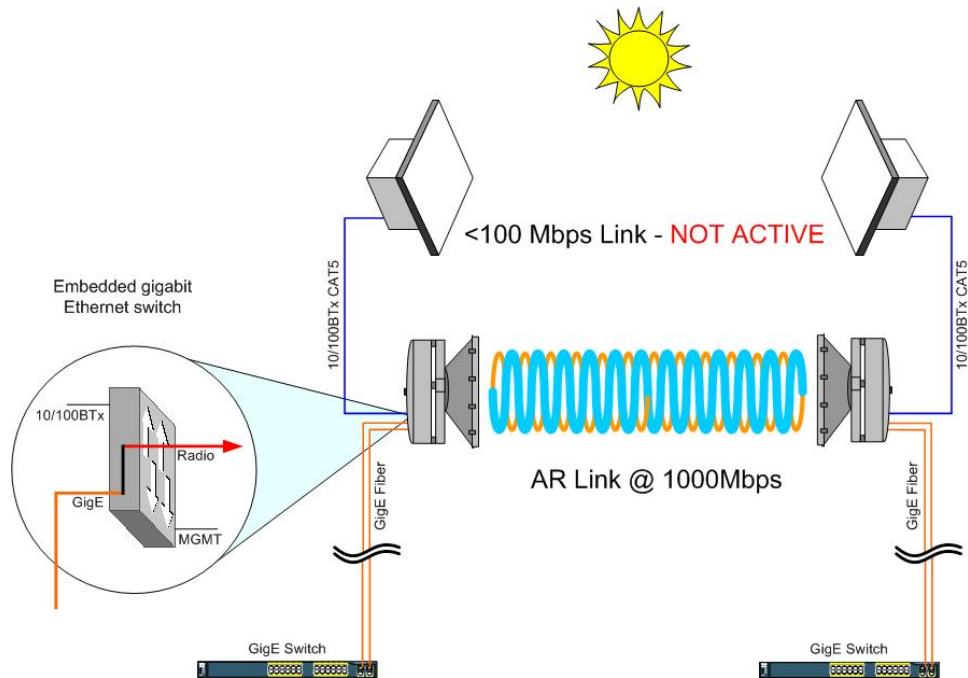 <100 Mbps Link - NOT ACTIVE
10/100BTx CAT5
10/100BTx CAT5
Embedded gigabit
Ethernet switch
10/100BTx
Radio
GigE
MGMT
AR Link @ 1000Mbps
GigE Fiber
GigE Fiber
GigE Switch
GigE Switch